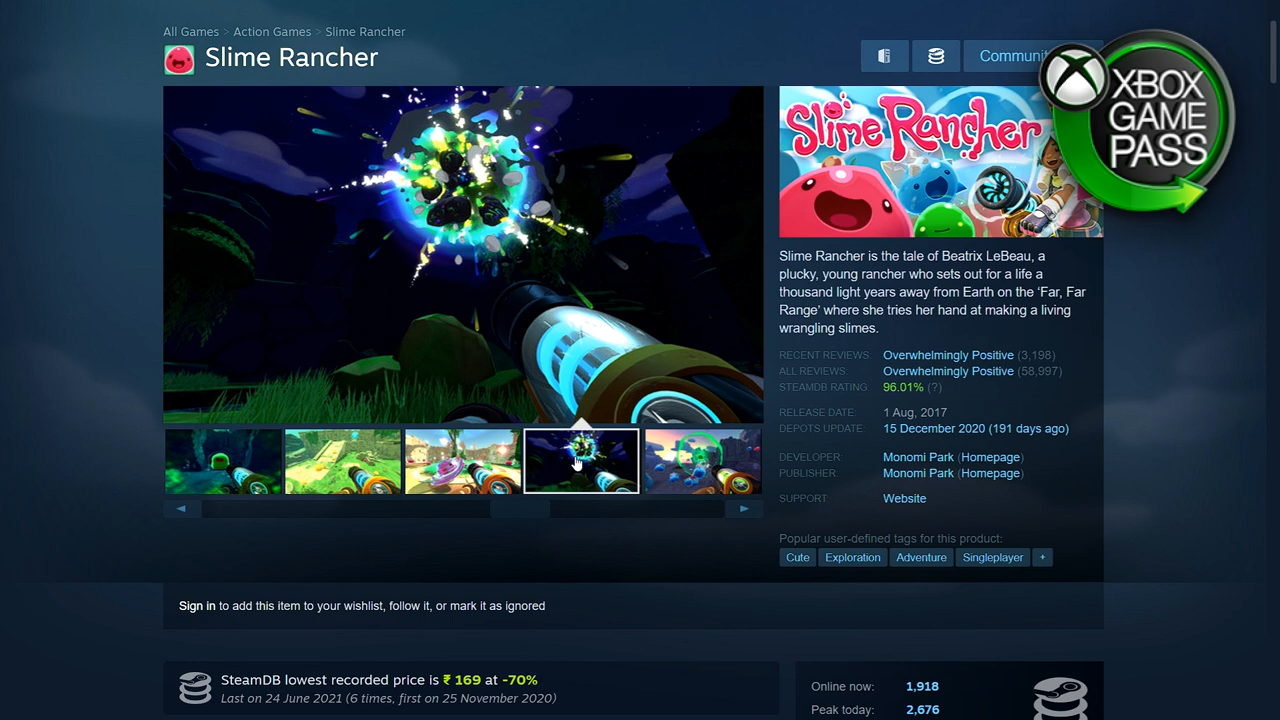 All Games > Action Games > Slime Rancher
Slime Rancher
Communit
XBOX
GAME
PASS
Slime Rancher
Slime Rancher is the tale of Beatrix LeBeau, a
plucky, young rancher who sets out for a life a
thousand light years away from Earth on the ‘Far, Far
Range’ where she tries her hand at making a living
wrangling slimes.
RECENT REVIEWS: Overwhelmingly Positive (3,198)
ALL REVIEWS: Overwhelmingly Positive (58,997)
STEAMDB RATING: 96.01% (?)
RELEASE DATE: 1 Aug, 2017
DEPOTS UPDATE: 15 December 2020 (191 days ago)
DEVELOPER: Monomi Park (Homepage)
PUBLISHER: Monomi Park (Homepage)
SUPPORT: Website
Popular user-defined tags for this product:
Cute Exploration Adventure Singleplayer +
Sign in to add this item to your wishlist, follow it, or mark it as ignored
SteamDB lowest recorded price is ₹ 169 at -70%
Last on 24 June 2021 (6 times, first on 25 November 2020)
Online now: 1,918
Peak today: 2,676